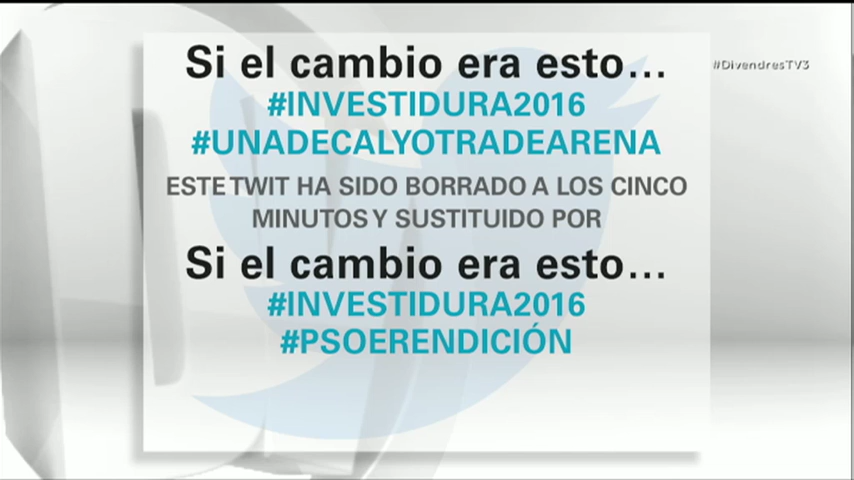 Si el cambio era esto...
#DivendresTV3
#INVESTIDURA2016
#UNADECALYOTRADEARENA
ESTE TWIT HA SIDO BORRADO A LOS CINCO
MINUTOS Y SUSTITUIDO POR
Si el cambio era esto...
#INVESTIDURA2016
#PSOERENDICIÓN